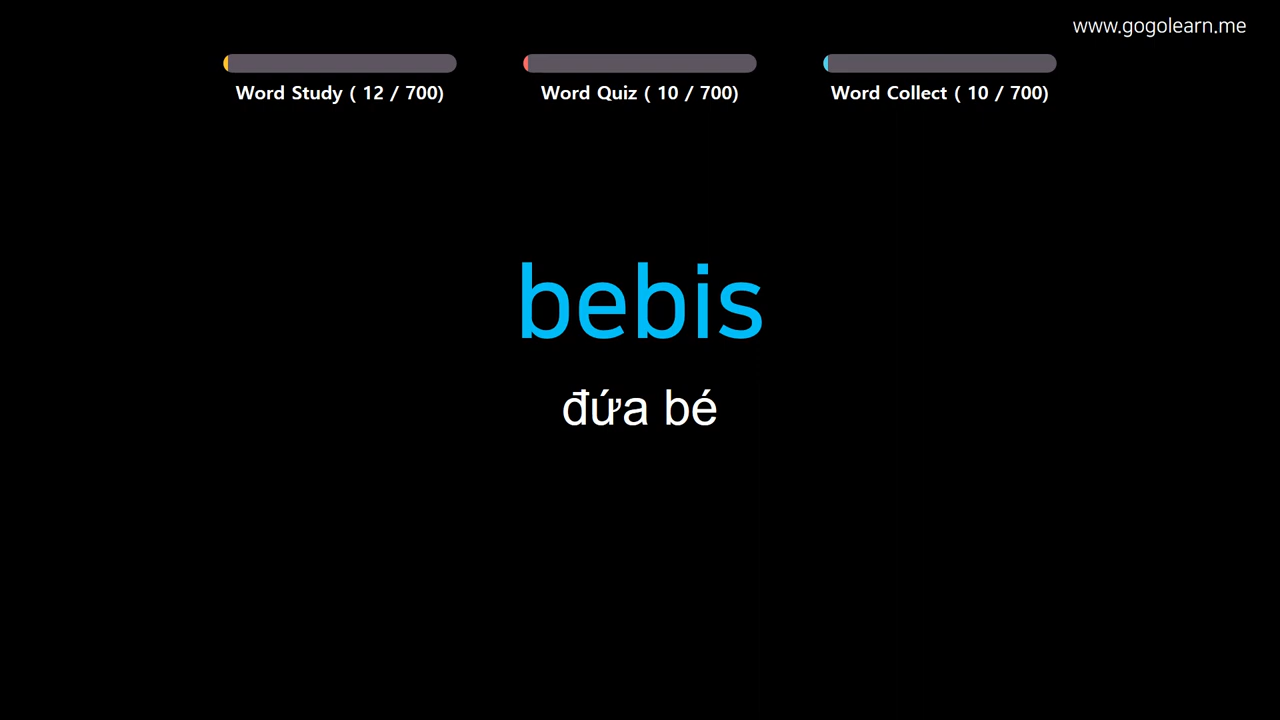 www.gogolearn.me
Word Study ( 12 / 700)
Word Quiz ( 10 / 700)
Word Collect ( 10 / 700)
bebis
đứa bé